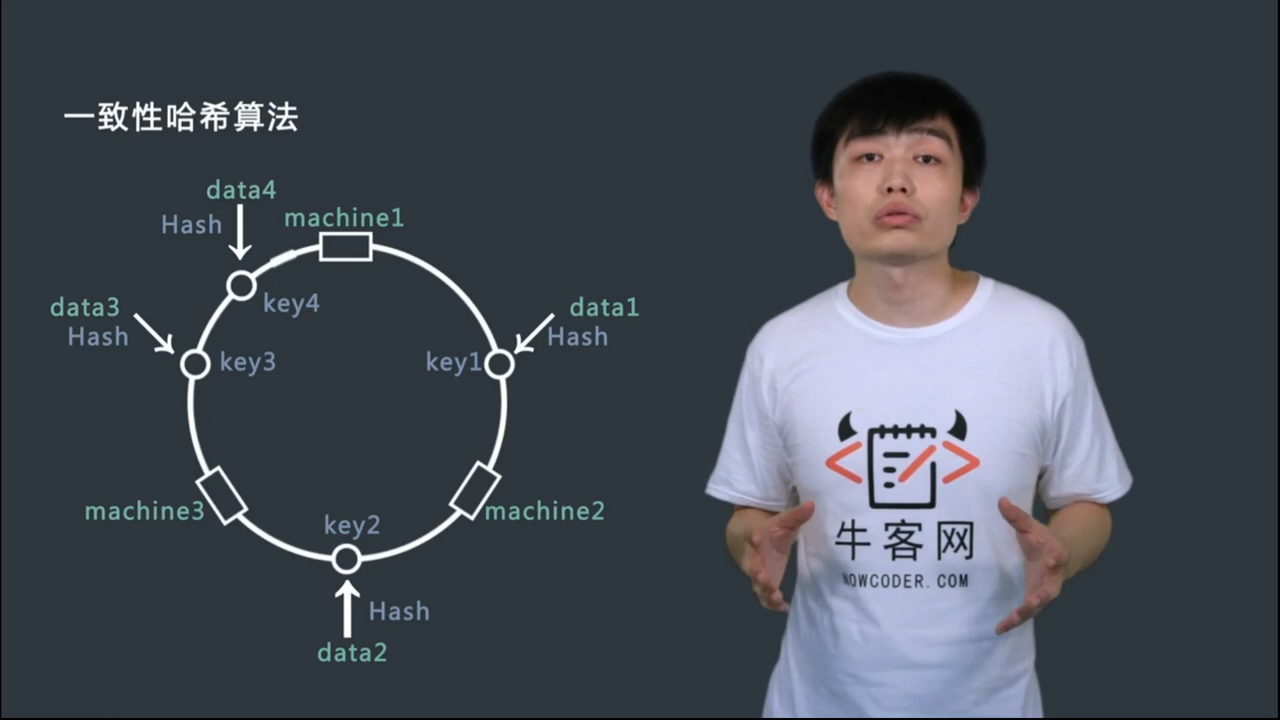 一致性哈希算法
data4
Hash
machine1
key4
data3
Hash
key3
data1
Hash
key1
machine3
machine2
key2
Hash
data2
牛客网
NOWCODER.COM